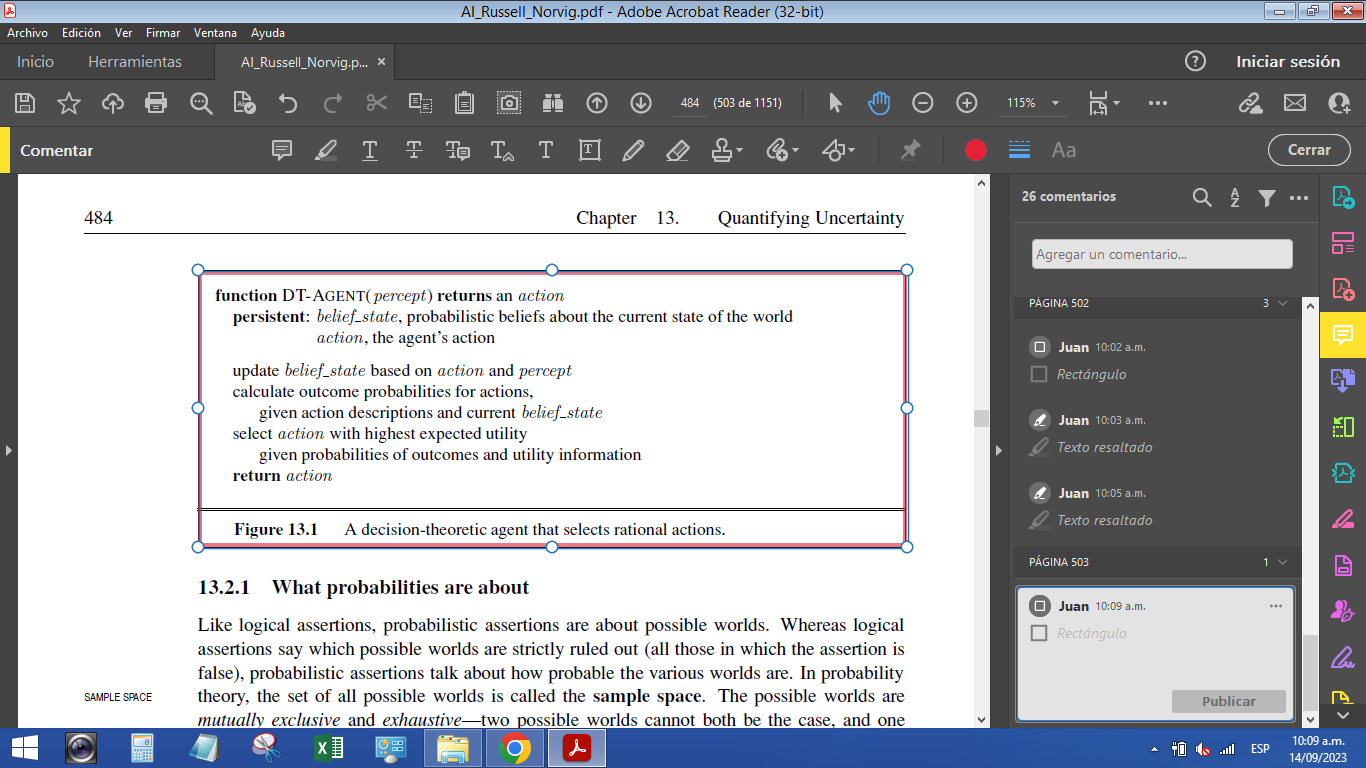 AI_Russell_Norvig.pdf - Adobe Acrobat Reader (32-bit)
Archivo Edición Ver Firmar Ventana Ayuda
Inicio Herramientas AI_Russell_Norvig.p... × Iniciar sesión
484 (503 de 1151) 115%
Comentar Aa Cerrar
484 Chapter 13. Quantifying Uncertainty
function DT-AGENT(percept) returns an action
persistent: belief_state, probabilistic beliefs about the current state of the world
action, the agent's action
update belief_state based on action and percept
calculate outcome probabilities for actions,
given action descriptions and current belief_state
select action with highest expected utility
given probabilities of outcomes and utility information
return action
Figure 13.1 A decision-theoretic agent that selects rational actions.
13.2.1 What probabilities are about
Like logical assertions, probabilistic assertions are about possible worlds. Whereas logical
assertions say which possible worlds are strictly ruled out (all those in which the assertion is
false), probabilistic assertions talk about how probable the various worlds are. In probability
SAMPLE SPACE theory, the set of all possible worlds is called the sample space. The possible worlds are
mutually exclusive and exhaustive—two possible worlds cannot both be the case, and one
26 comentarios
Agregar un comentario...
PÁGINA 502 3
Juan 10:02 a.m.
Rectángulo
Juan 10:03 a.m.
Texto resaltado
Juan 10:05 a.m.
Texto resaltado
PÁGINA 503 1
Juan 10:09 a.m.
Rectángulo
Publicar
ESP 10:09 a.m.
14/09/2023